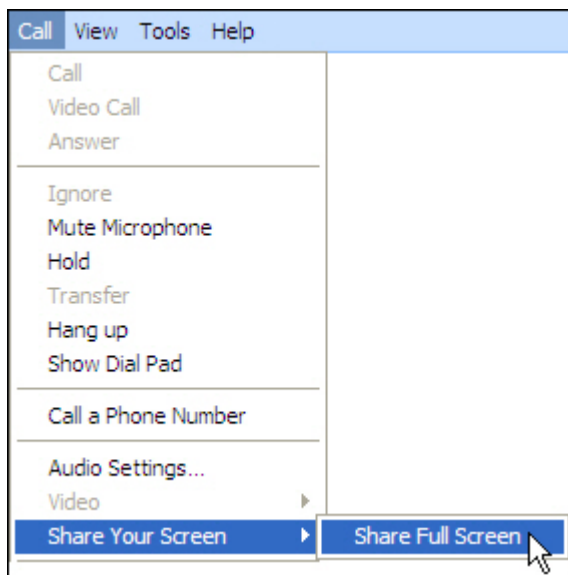 Call View Tools Help
Call
Video Call
Answer
Ignore
Mute Microphone
Hold
Transfer
Hang up
Show Dial Pad
Call a Phone Number
Audio Settings...
Video
Share Your Screen Share Full Screen